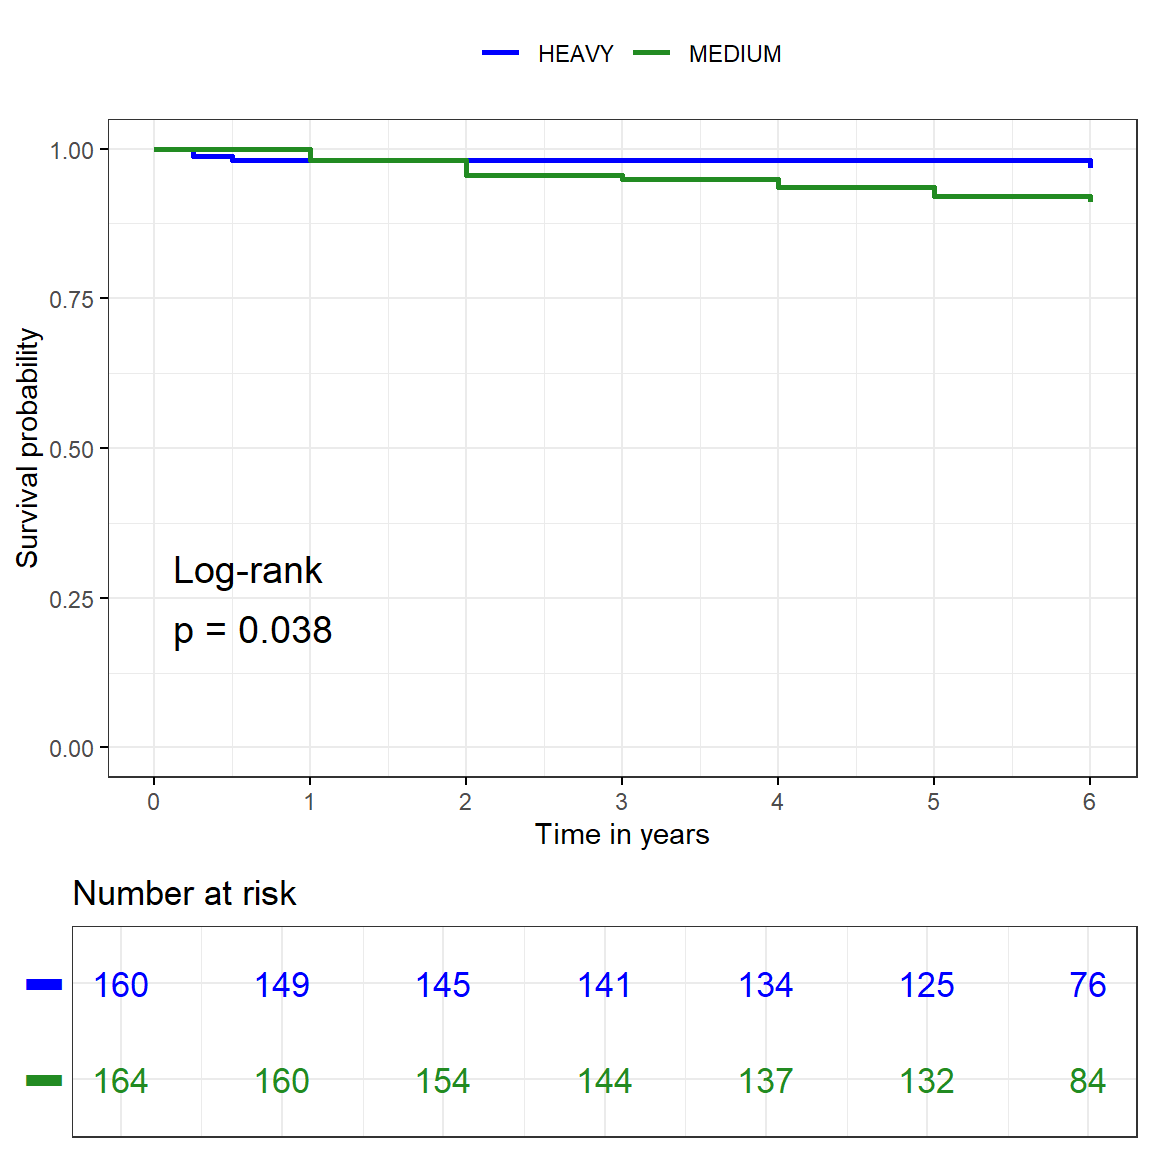 HEAVY MEDIUM
1.00
0.75
0.50
0.25
0.00
Survival probability
Log-rank
p = 0.038
0 1 2 3 4 5 6
Time in years
Number at risk
160 149 145 141 134 125 76
164 160 154 144 137 132 84